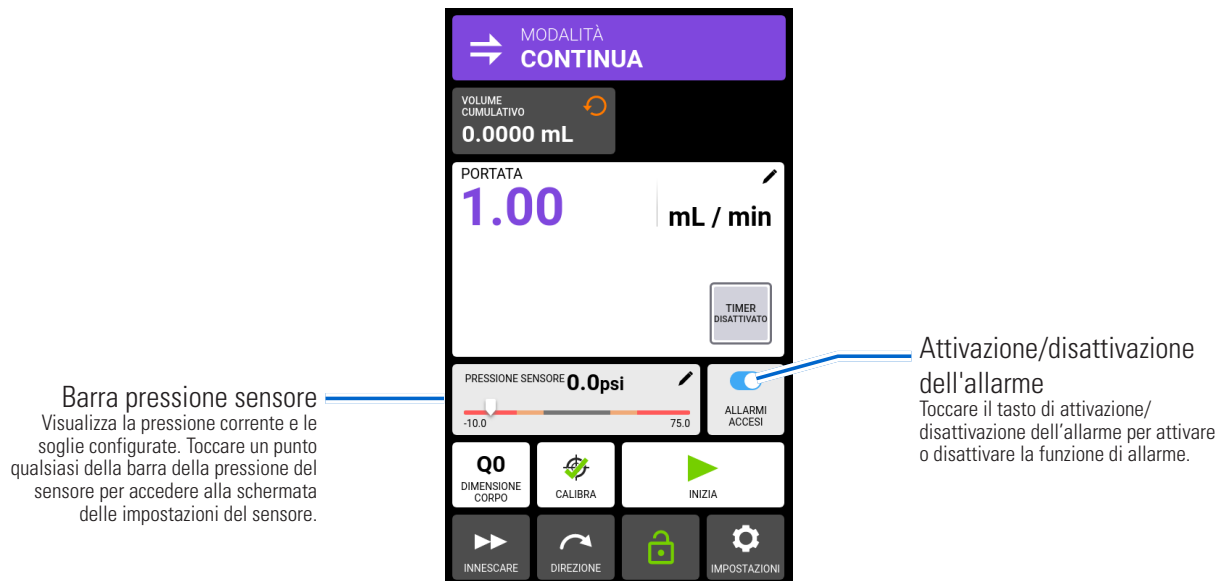 MODALITÀ
CONTINUA
VOLUME
CUMULATIVO
0.0000 mL
PORTATA
1.00
mL / min
TIMER
DISATTIVATO
PRESSIONE SENSORE 0.0psi
-10.0
75.0
ALLARMI
ACCESI
Q0
DIMENSIONE
CORPO
CALIBRA
INIZIA
INNESCARE
DIREZIONE
IMPOSTAZIONI
Barra pressione sensore
Visualizza la pressione corrente e le
soglie configurate. Toccare un punto
qualsiasi della barra della pressione del
sensore per accedere alla schermata
delle impostazioni del sensore.
Attivazione/disattivazione
dell'allarme
Toccare il tasto di attivazione/
disattivazione dell’allarme per attivare
o disattivare la funzione di allarme.